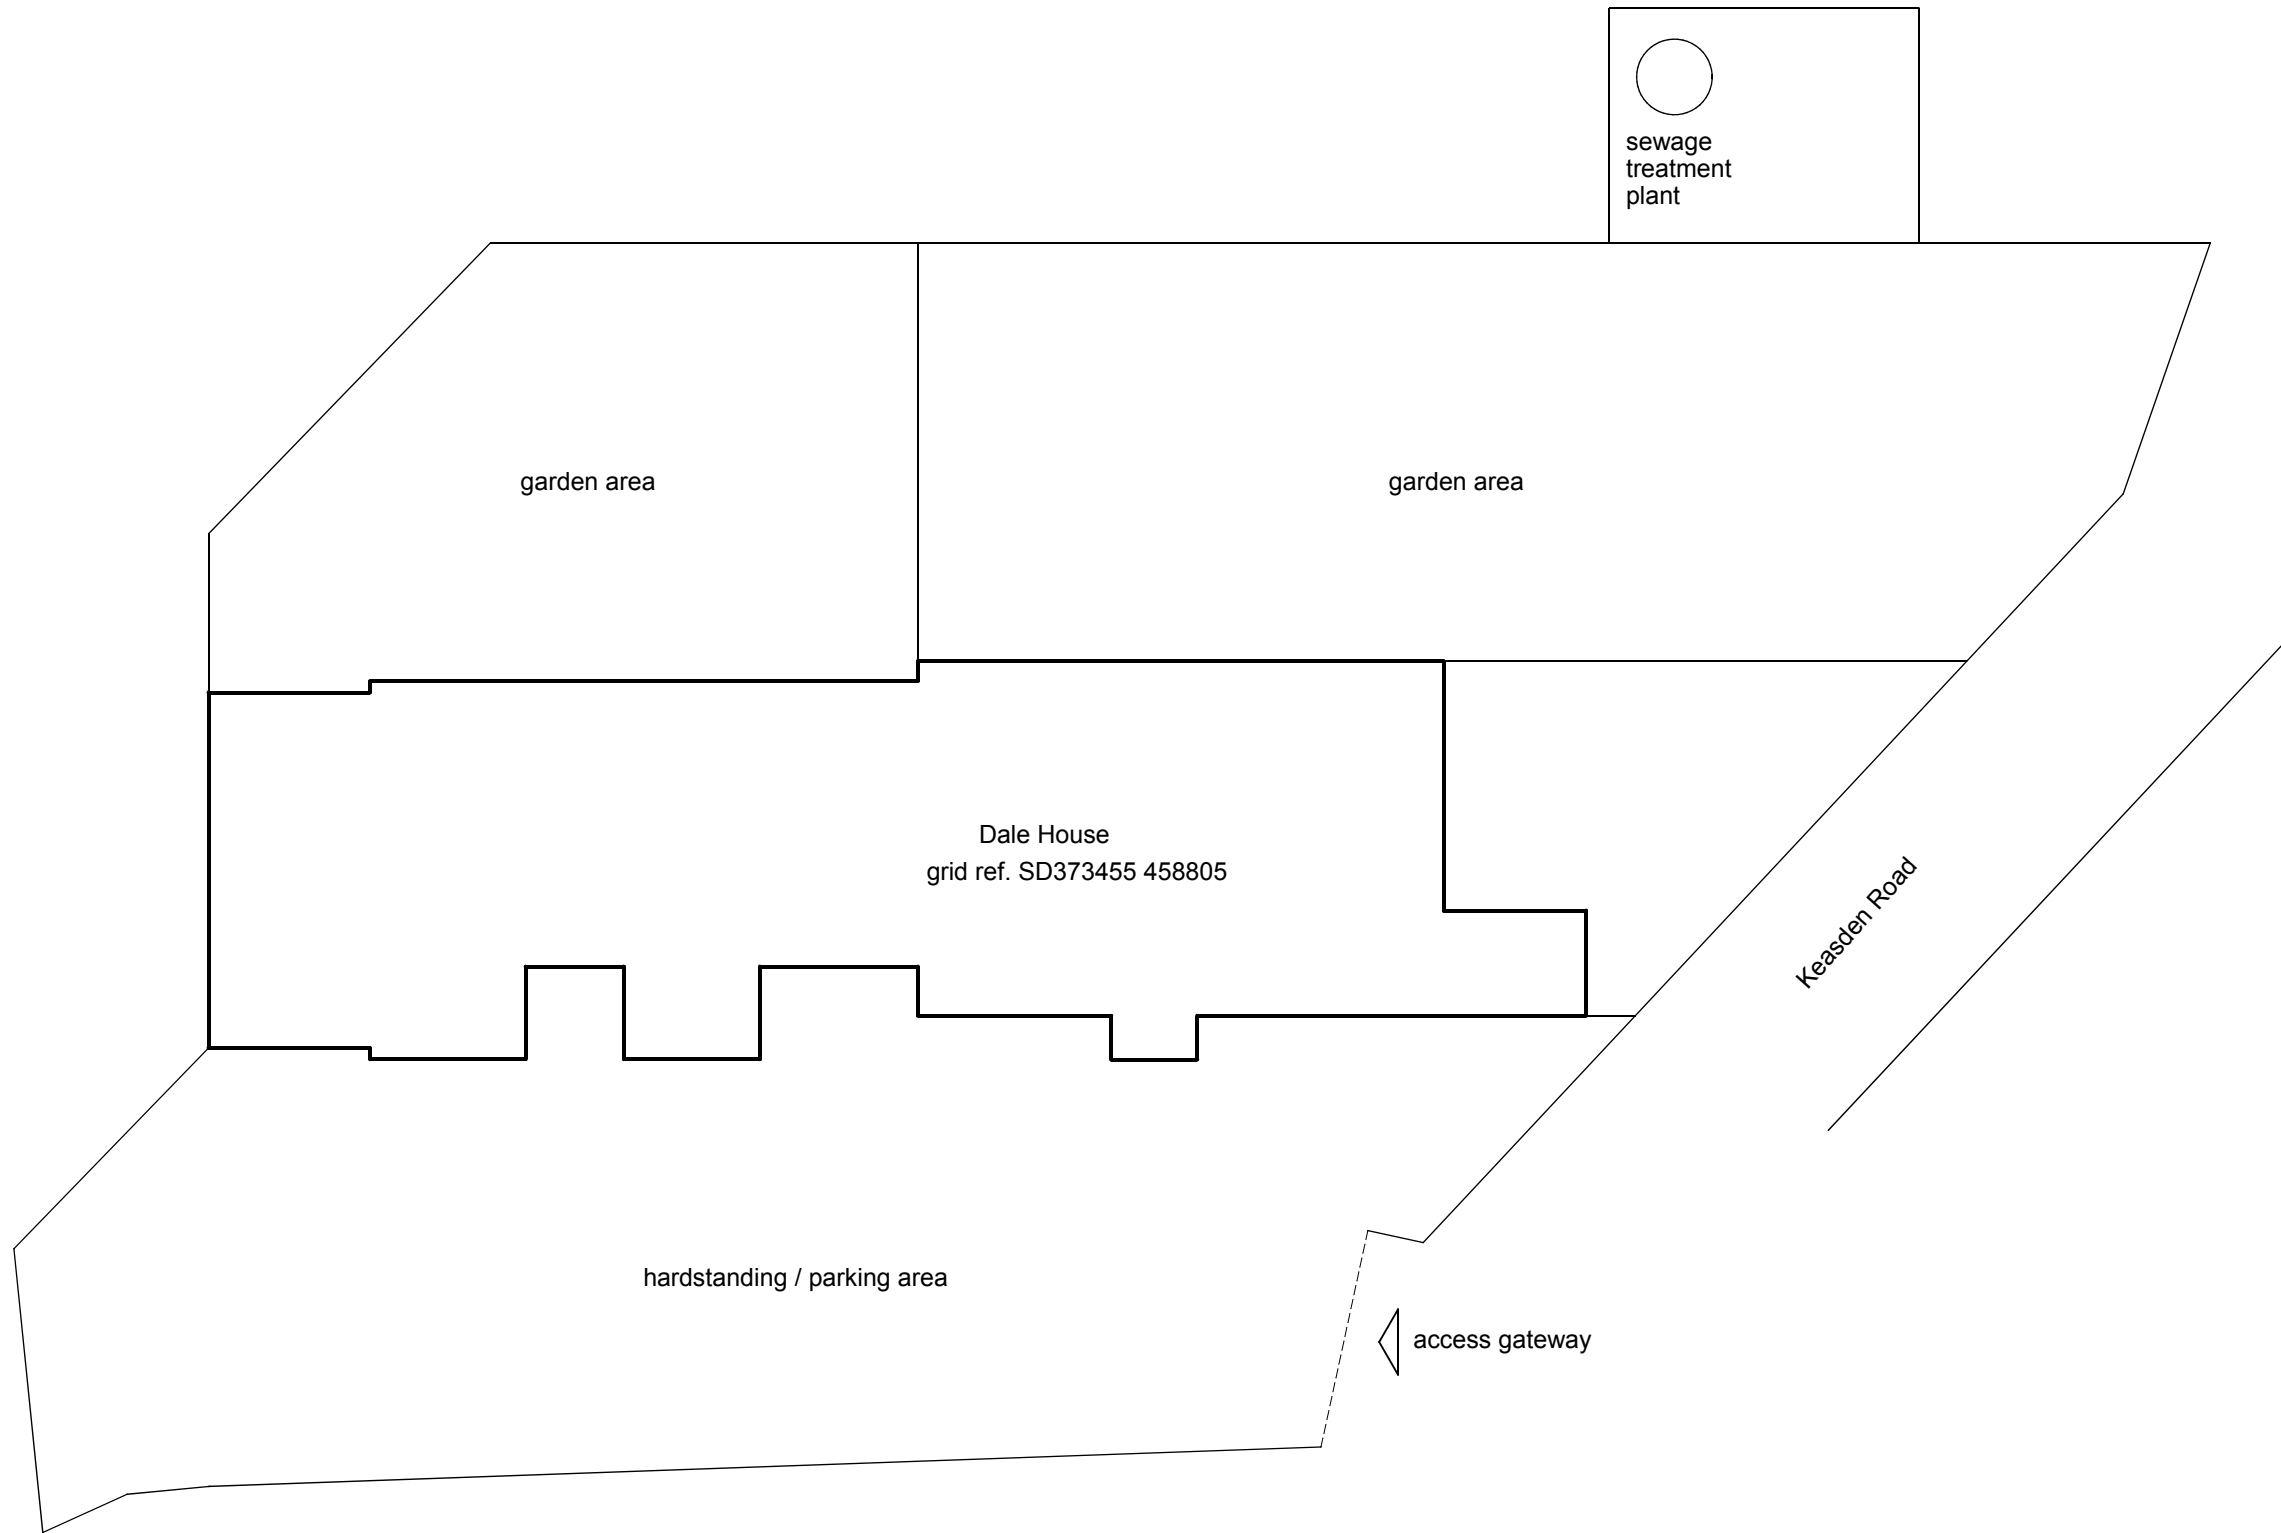 sewage
treatment
plant
garden area
garden area
Dale House
grid ref. SD373455 458805
Keasden Road
hardstanding / parking area
access gateway